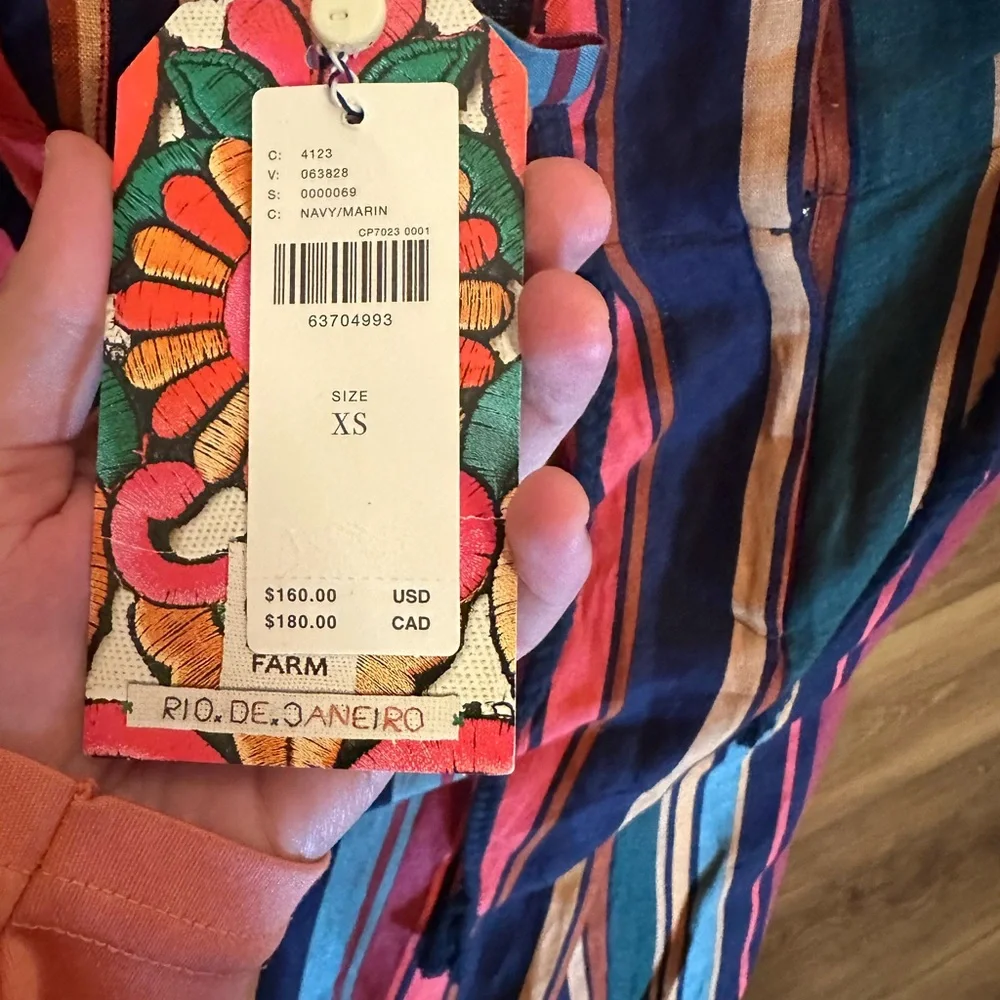 C: 4123
V: 063828
S: 0000069
C: NAVY/MARIN
CP7023 0001
63704993
SIZE
XS
$160.00 USD
$180.00 CAD
FARM
RIO.DE.JANEIRO